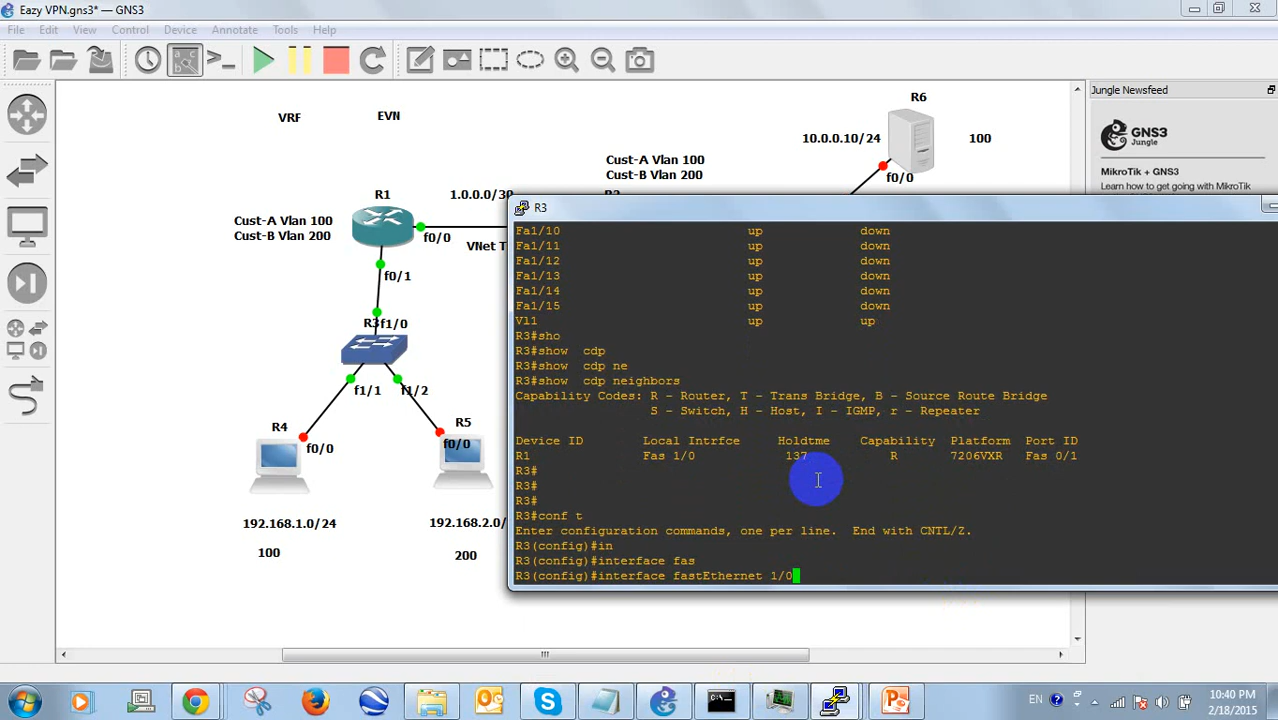 Eazy VPN.gns3* — GNS3
File Edit View Control Device Annotate Tools Help
Jungle Newsfeed
GNS3
Jungle
MikroTik + GNS3
Learn how to get going with MikroTik
VRF
EVN
R6
10.0.0.10/24
100
f0/0
Cust-A Vlan 100
Cust-B Vlan 200
R1
1.0.0.0/30
Cust-A Vlan 100
Cust-B Vlan 200
f0/0
VNet T
f0/1
R3
f1/0
f1/1
f1/2
R4
f0/0
R5
f0/0
192.168.1.0/24
100
192.168.2.0/
200
R3
Fa1/10 up down
Fa1/11 up down
Fa1/12 up down
Fa1/13 up down
Fa1/14 up down
Fa1/15 up down
Vl1 up up
R3#sho
R3#show cdp
R3#show cdp ne
R3#show cdp neighbors
Capability Codes: R - Router, T - Trans Bridge, B - Source Route Bridge
S - Switch, H - Host, I - IGMP, r - Repeater
Device ID Local Intrfce Holdtme Capability Platform Port ID
R1 Fas 1/0 137 R 7206VXR Fas 0/1
R3#
R3#
R3#
R3#conf t
Enter configuration commands, one per line. End with CNTL/Z.
R3(config)#in
R3(config)#interface fas
R3(config)#interface fastEthernet 1/0
EN
10:40 PM
2/18/2015